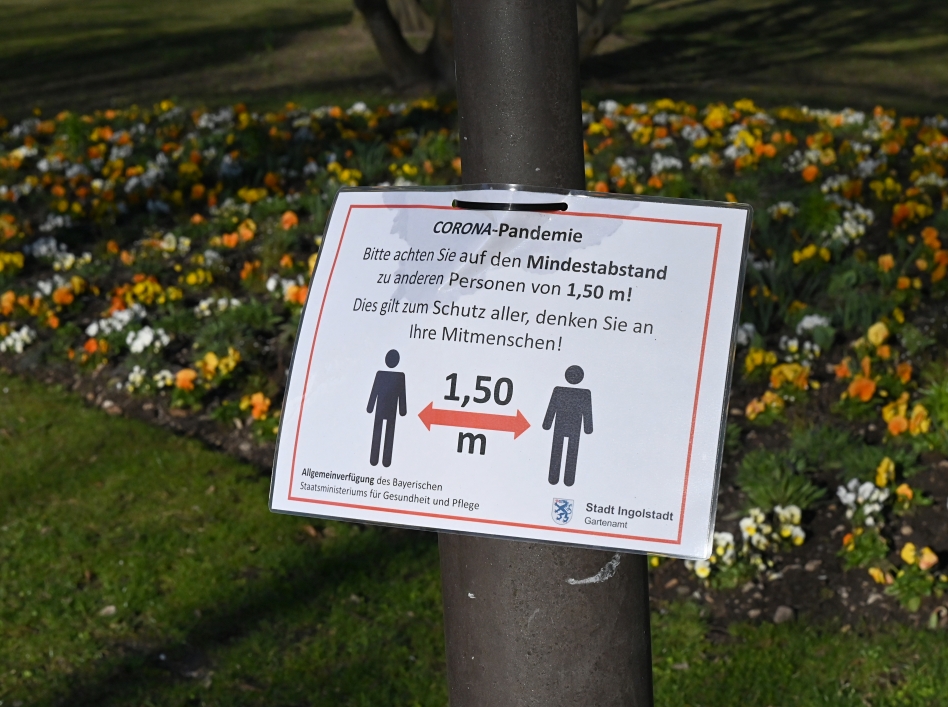 CORONA-Pandemie
Bitte achten Sie auf den Mindestabstand
zu anderen Personen von 1,50 m!
Dies gilt zum Schutz aller, denken Sie an
Ihre Mitmenschen!
1,50
m
Allgemeinverfügung des Bayerischen
Staatsministeriums für Gesundheit und Pflege
Stadt Ingolstadt
Gartenamt